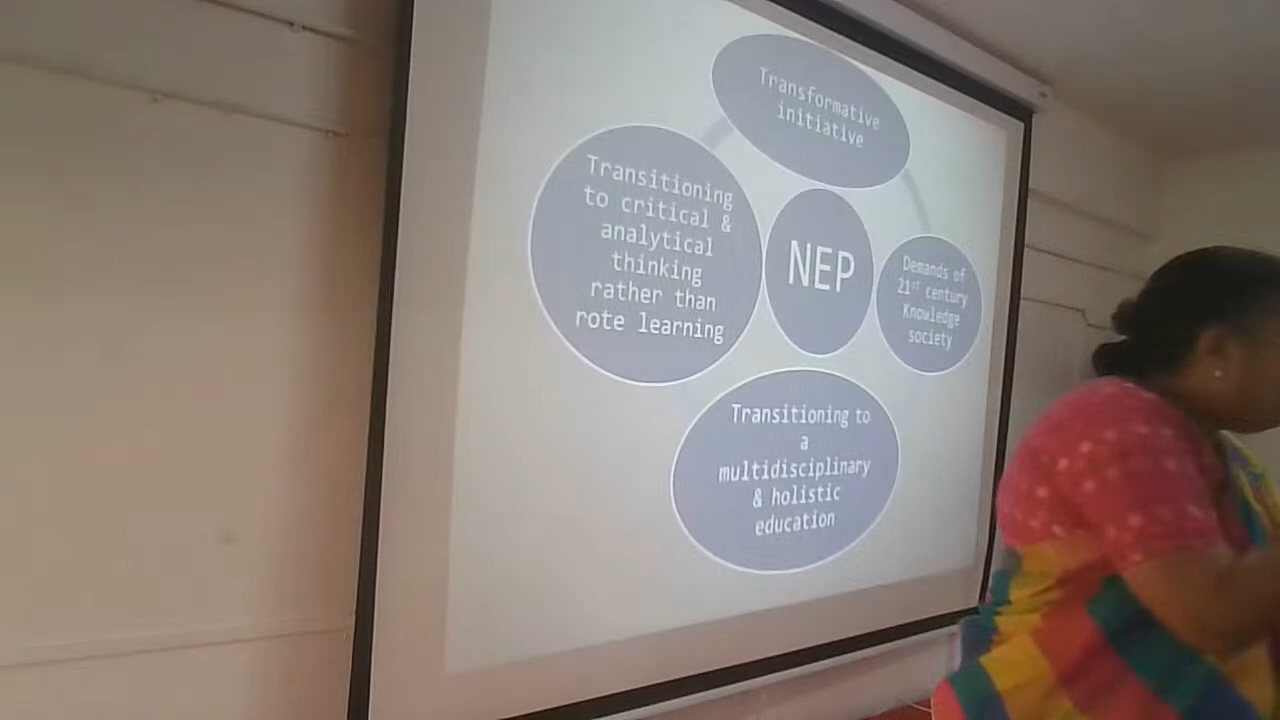 Transformative
initiative
Transitioning
to critical &
analytical
thinking
rather than
rote learning
NEP
Demands of
21st century
Knowledge
society
Transitioning to
a
multidisciplinary
& holistic
education